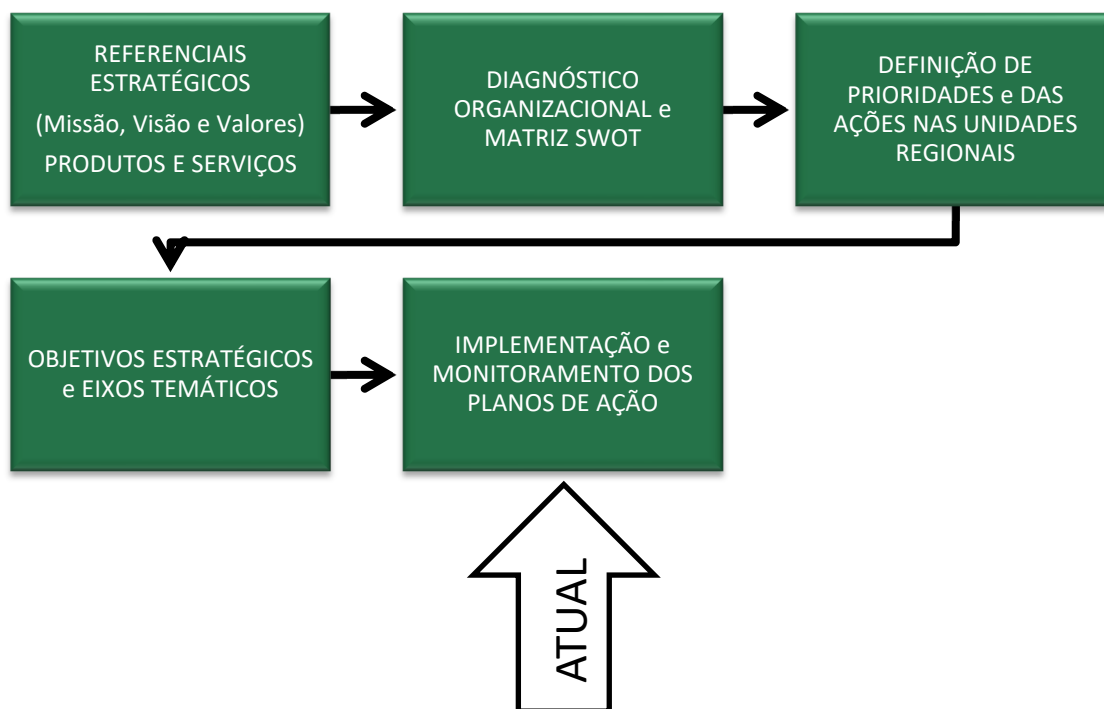 REFERENCIAIS
ESTRATÉGICOS
(Missão, Visão e Valores)
PRODUTOS E SERVIÇOS
DIAGNÓSTICO
ORGANIZACIONAL e
MATRIZ SWOT
DEFINIÇÃO DE
PRIORIDADES e DAS
AÇÕES NAS UNIDADES
REGIONAIS
OBJETIVOS ESTRATÉGICOS
e EIXOS TEMÁTICOS
IMPLEMENTAÇÃO e
MONITORAMENTO DOS
PLANOS DE AÇÃO
ATUAL